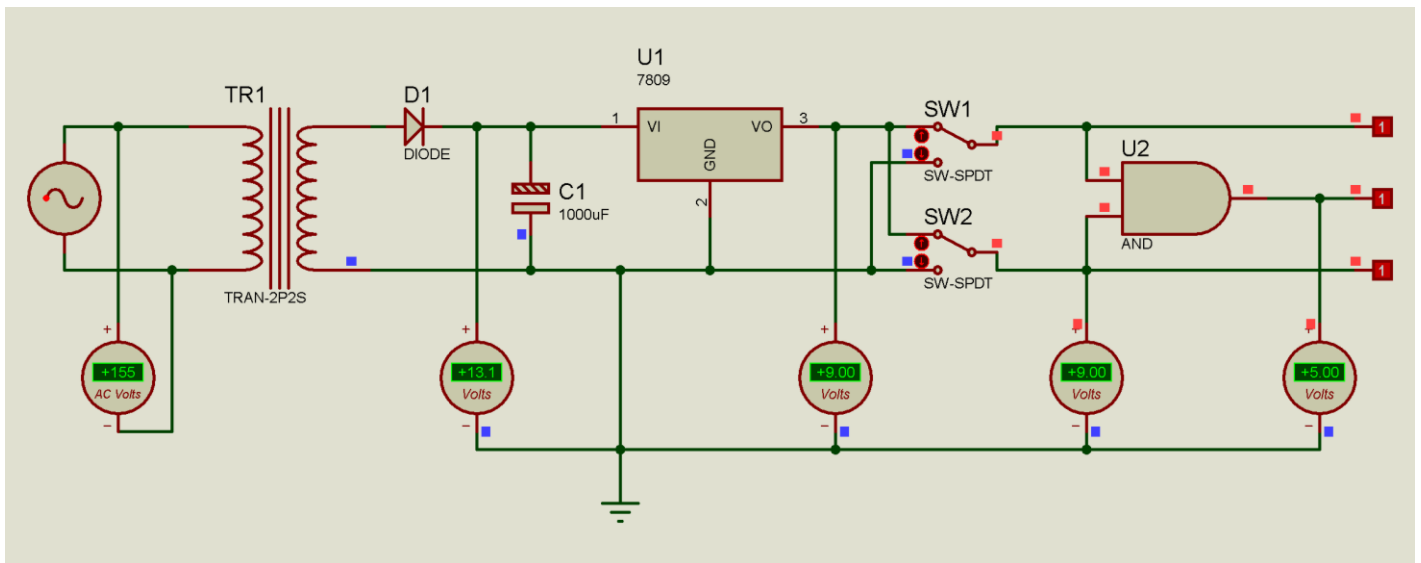 U1
7809
TR1
D1
SW1
1
VI
VO
3
1
DIODE
GND
SW-SPDT
U2
C1
1000uF
2
SW2
1
AND
TRAN-2P2S
SW-SPDT
1
+
+155
AC Volts
−
+
+13.1
Volts
−
+
+9.00
Volts
−
+
+9.00
Volts
−
+
+5.00
Volts
−